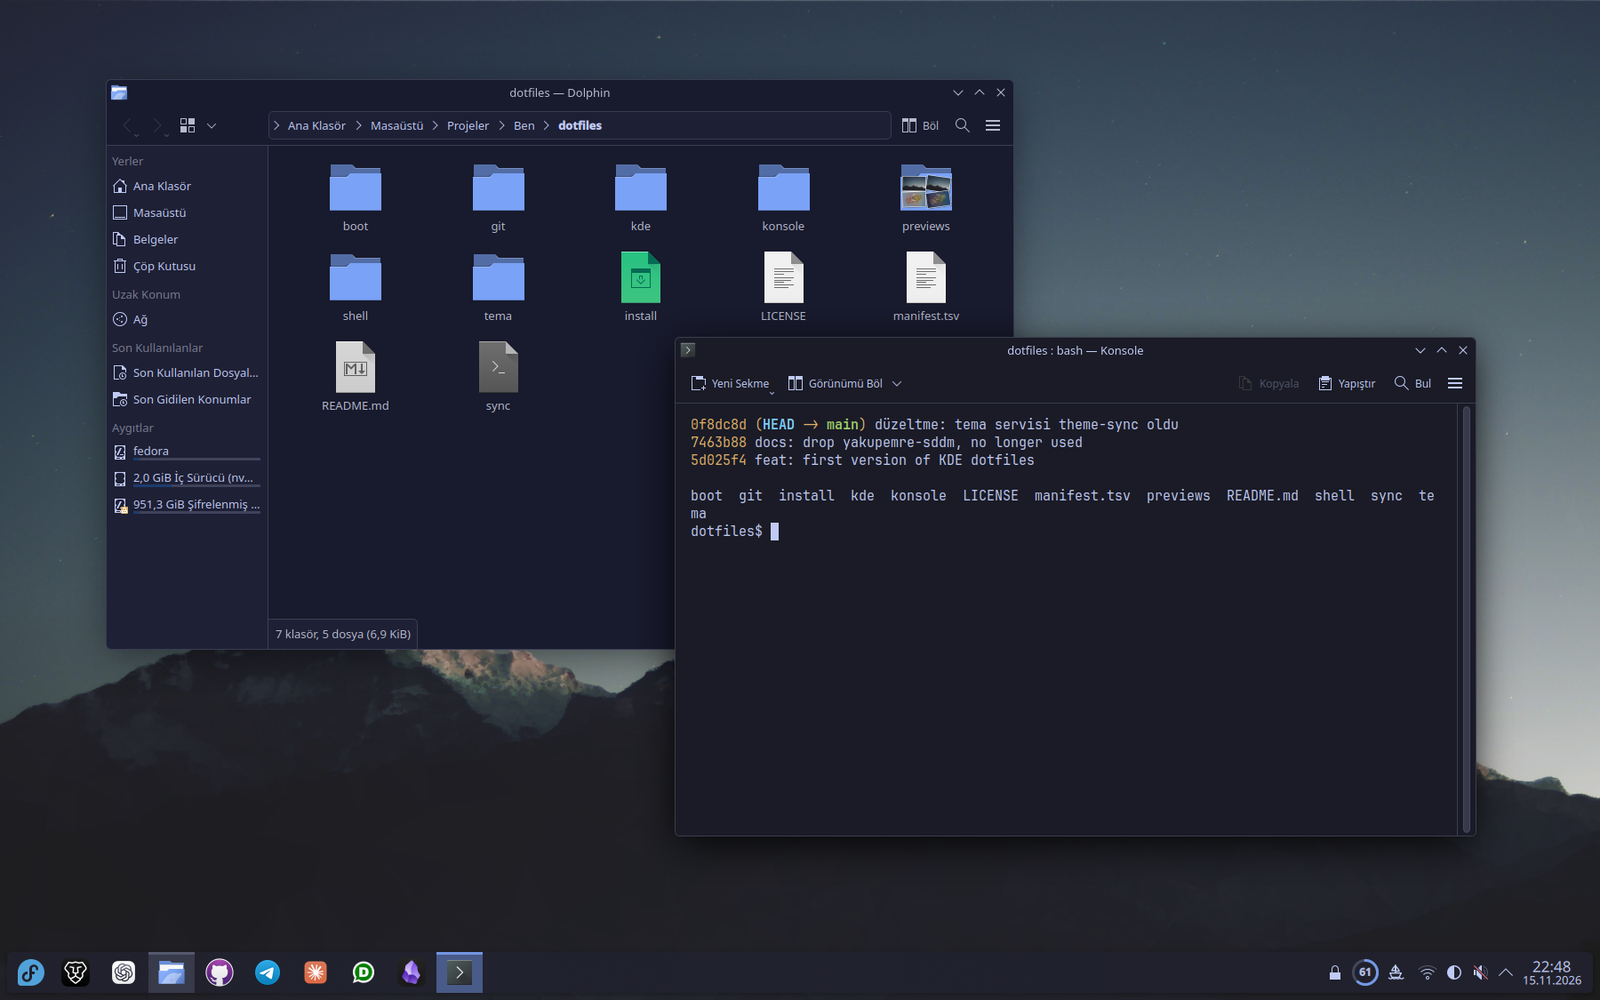 dotfiles — Dolphin
Ana Klasör
Masaüstü
Projeler
Ben
dotfiles
Böl
Yerler
Ana Klasör
Masaüstü
Belgeler
Çöp Kutusu
Uzak Konum
Ağ
Son Kullanılanlar
Son Kullanılan Dosyal...
Son Gidilen Konumlar
Aygıtlar
fedora
2,0 GiB İç Sürücü (nv...
951,3 GiB Şifrelenmiş ...
boot
git
kde
konsole
previews
shell
tema
install
LICENSE
manifest.tsv
README.md
sync
7 klasör, 5 dosya (6,9 KiB)
dotfiles : bash — Konsole
Yeni Sekme
Görünümü Böl
Kopyala
Yapıştır
Bul
0f8dc8d (HEAD -> main) düzeltme: tema servisi theme-sync oldu
7463b88 docs: drop yakupemre-sddm, no longer used
5d025f4 feat: first version of KDE dotfiles
boot git install kde konsole LICENSE manifest.tsv previews README.md shell sync te
ma
dotfiles$
61
22:48
15.11.2026